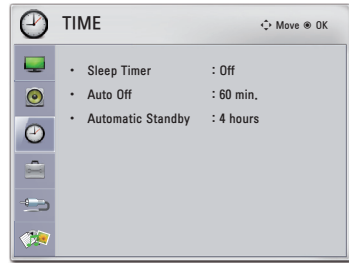 TIME
Move ◉ OK
• Sleep Timer : Off
• Auto Off : 60 min.
• Automatic Standby : 4 hours